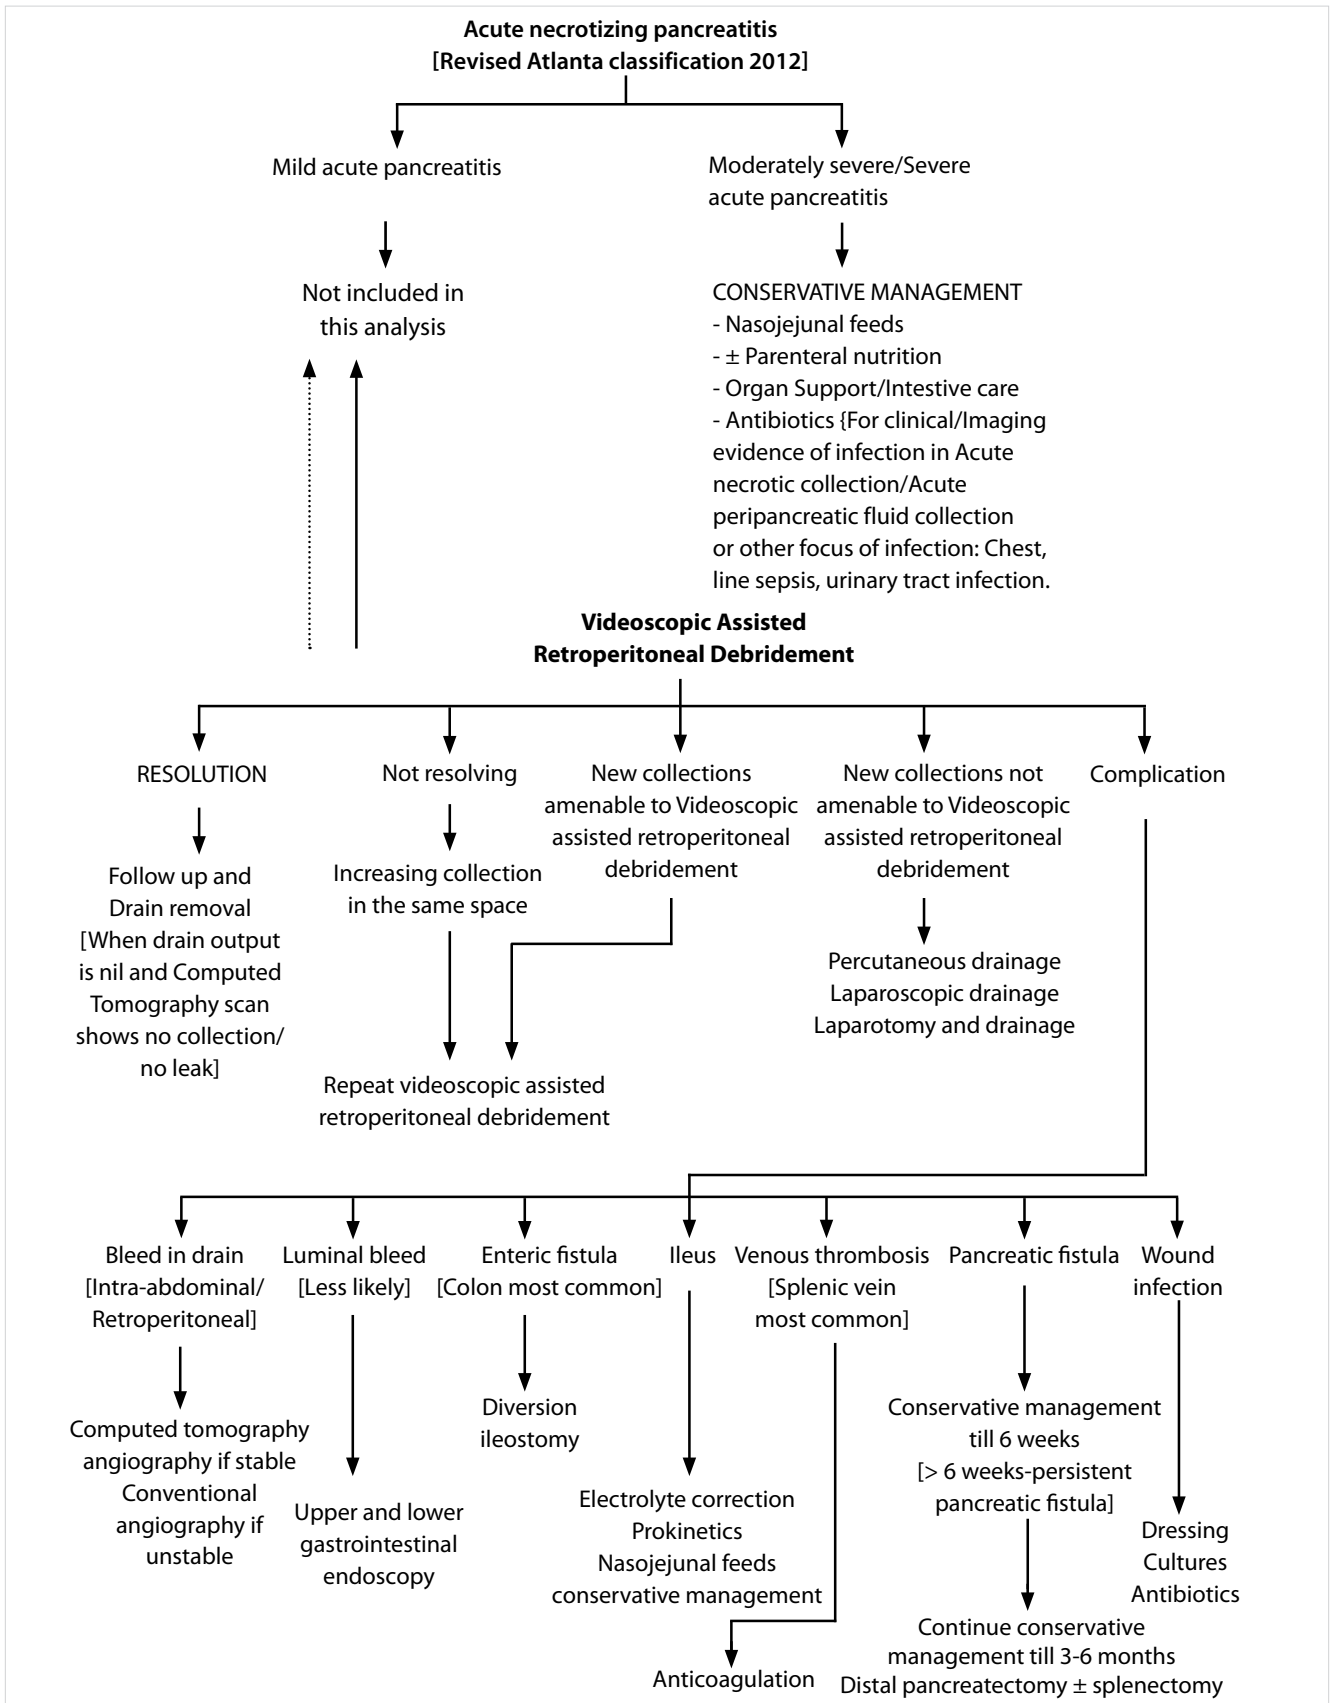 Acute necrotizing pancreatitis
[Revised Atlanta classification 2012]
Mild acute pancreatitis
Moderately severe/Severe
acute pancreatitis
Not included in
this analysis
CONSERVATIVE MANAGEMENT
- Nasojejunal feeds
- ± Parenteral nutrition
- Organ Support/Intestive care
- Antibiotics {For clinical/Imaging
evidence of infection in Acute
necrotic collection/Acute
peripancreatic fluid collection
or other focus of infection: Chest,
line sepsis, urinary tract infection.
Videoscopic Assisted
Retroperitoneal Debridement
RESOLUTION
Follow up and
Drain removal
[When drain output
is nil and Computed
Tomography scan
shows no collection/
no leak]
Not resolving
Increasing collection
in the same space
New collections
amenable to Videoscopic
assisted retroperitoneal
debridement
Repeat videoscopic assisted
retroperitoneal debridement
New collections not
amenable to Videoscopic
assisted retroperitoneal
debridement
Percutaneous drainage
Laparoscopic drainage
Laparotomy and drainage
Complication
Bleed in drain
[Intra-abdominal/
Retroperitoneal]
Computed tomography
angiography if stable
Conventional
angiography if
unstable
Luminal bleed
[Less likely]
Upper and lower
gastrointestinal
endoscopy
Enteric fistula
[Colon most common]
Diversion
ileostomy
Ileus
Electrolyte correction
Prokinetics
Nasojejunal feeds
conservative management
Venous thrombosis
[Splenic vein
most common]
Anticoagulation
Pancreatic fistula
Conservative management
till 6 weeks
[> 6 weeks-persistent
pancreatic fistula]
Continue conservative
management till 3-6 months
Distal pancreatectomy ± splenectomy
Wound
infection
Dressing
Cultures
Antibiotics